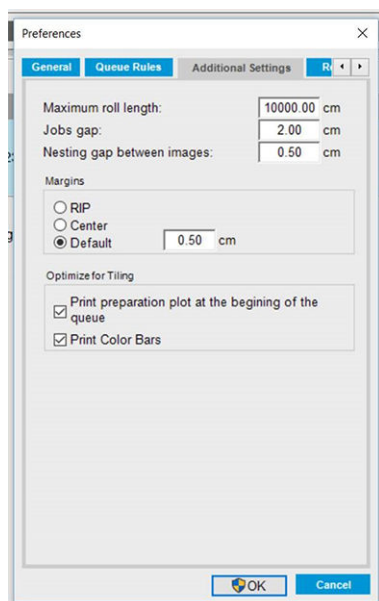 Preferences
General Queue Rules Additional Settings
Maximum roll length: 10000.00 cm
Jobs gap: 2.00 cm
Nesting gap between images: 0.50 cm
Margins
RIP
Center
Default 0.50 cm
Optimize for Tiling
Print preparation plot at the begining of the
queue
Print Color Bars
OK Cancel